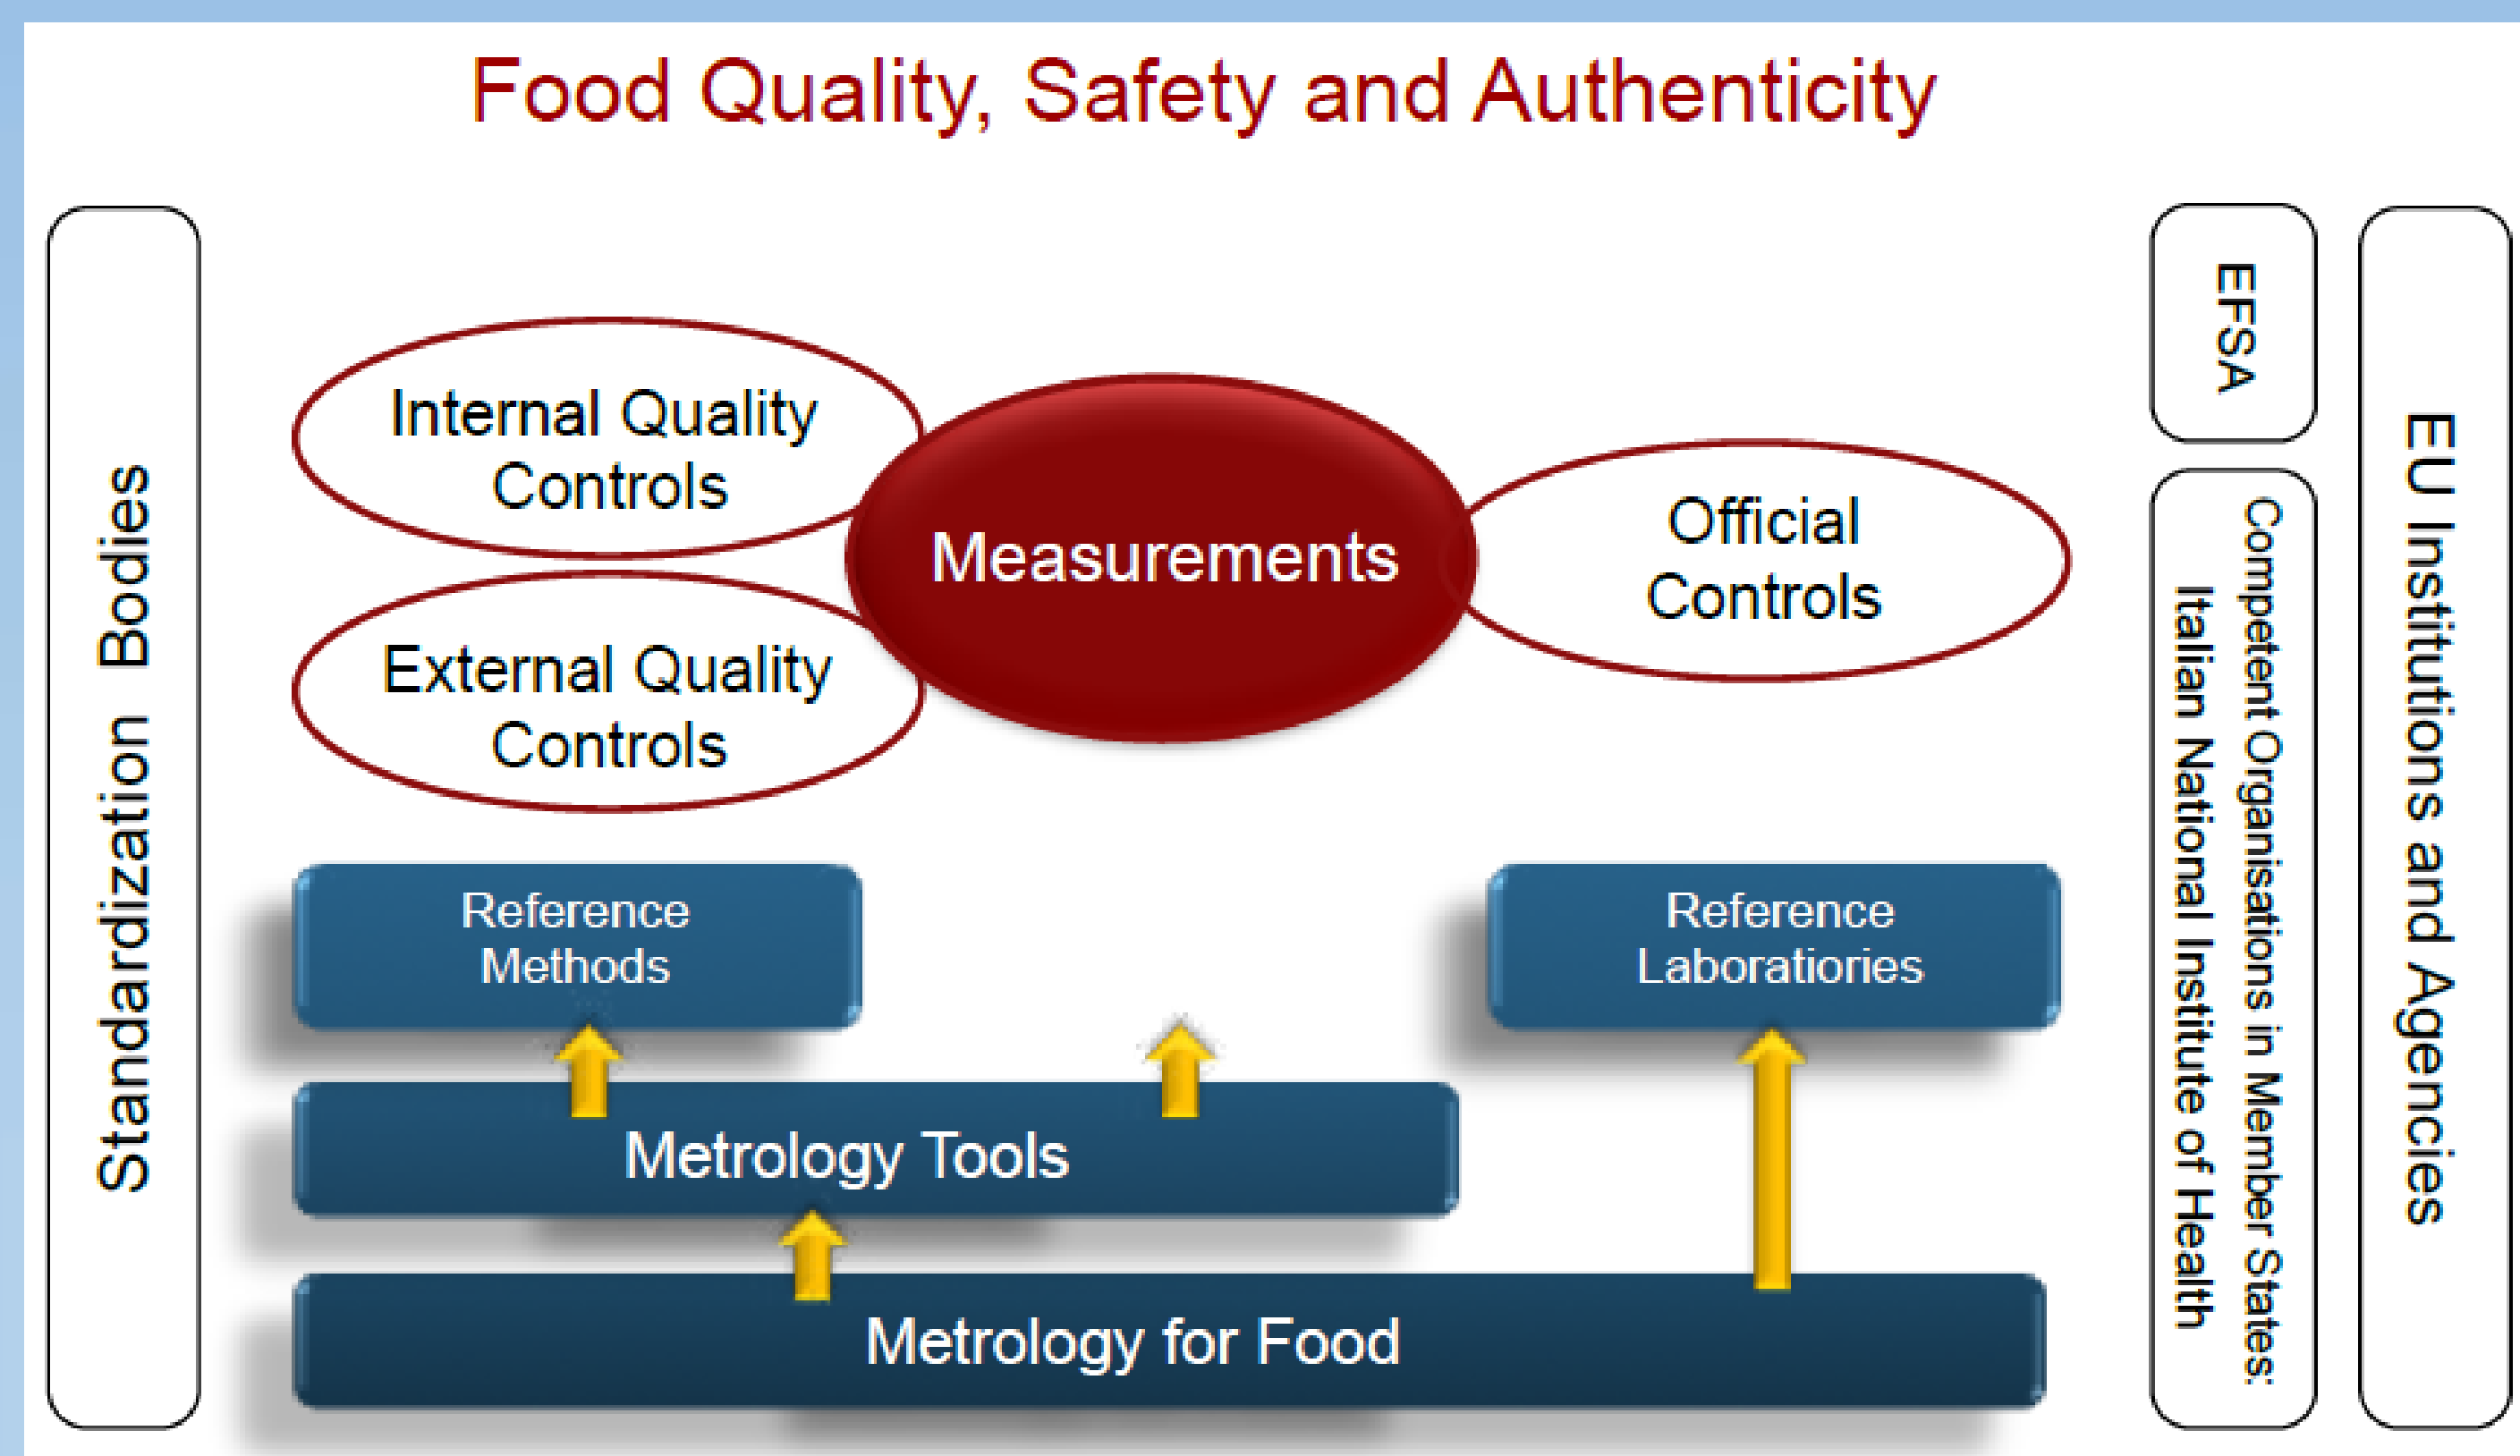 Food Quality, Safety and Authenticity
Standardization Bodies
Internal Quality
Controls
External Quality
Controls
Measurements
Official
Controls
Reference
Methods
Reference
Laboratiories
Metrology Tools
Metrology for Food
EFSA
Competent Organisations in Member States:
Italian National Institute of Health
EU Institutions and Agencies